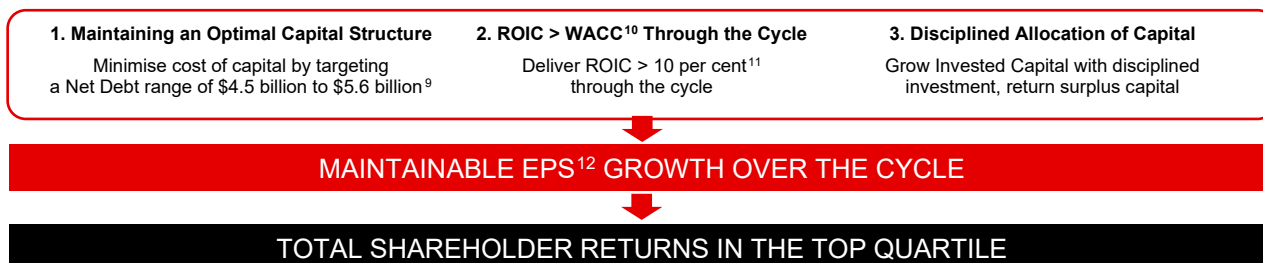 1. Maintaining an Optimal Capital Structure
Minimise cost of capital by targeting
a Net Debt range of $4.5 billion to $5.6 billion⁹
2. ROIC > WACC¹⁰ Through the Cycle
Deliver ROIC > 10 per cent¹¹
through the cycle
3. Disciplined Allocation of Capital
Grow Invested Capital with disciplined
investment, return surplus capital
MAINTAINABLE EPS¹² GROWTH OVER THE CYCLE
TOTAL SHAREHOLDER RETURNS IN THE TOP QUARTILE